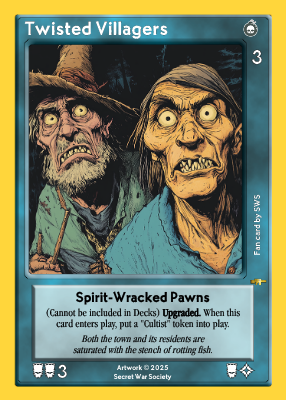 Twisted Villagers
3
Fan card by SWS
Spirit-Wracked Pawns
(Cannot be included in Decks) Upgraded. When this
card enters play, put a "Cultist" token into play.
Both the town and its residents are
saturated with the stench of rotting fish.
3
Artwork © 2025
Secret War Society